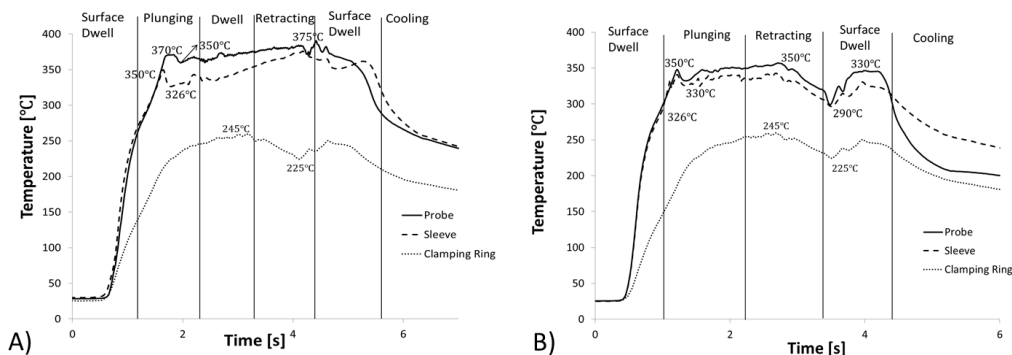 Surface Dwell
Plunging
Dwell
Retracting
Surface Dwell
Cooling
Temperature [℃]
400
350
300
250
200
150
100
50
0
370℃
350℃
375℃
350℃
326℃
245℃
225℃
Probe
Sleeve
Clamping Ring
0
2
4
6
Time [s]
A)
Surface Dwell
Plunging
Retracting
Surface Dwell
Cooling
Temperature [℃]
400
350
300
250
200
150
100
50
0
350℃
350℃
330℃
330℃
326℃
290℃
245℃
225℃
Probe
Sleeve
Clamping Ring
0
1
2
3
4
5
6
Time [s]
B)